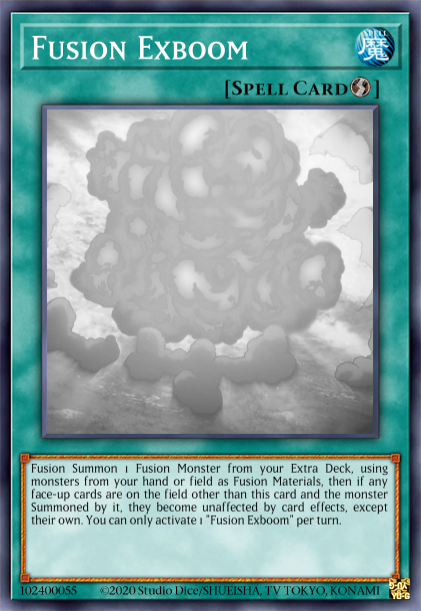 Fusion Exboom
SPELL
魔
[Spell Card]
Fusion Summon 1 Fusion Monster from your Extra Deck, using
monsters from your hand or field as Fusion Materials, then if any
face-up cards are on the field other than this card and the monster
Summoned by it, they become unaffected by card effects, except
their own. You can only activate 1 "Fusion Exboom" per turn.
102400055 ©2020 Studio Dice/SHUEISHA, TV TOKYO, KONAMI